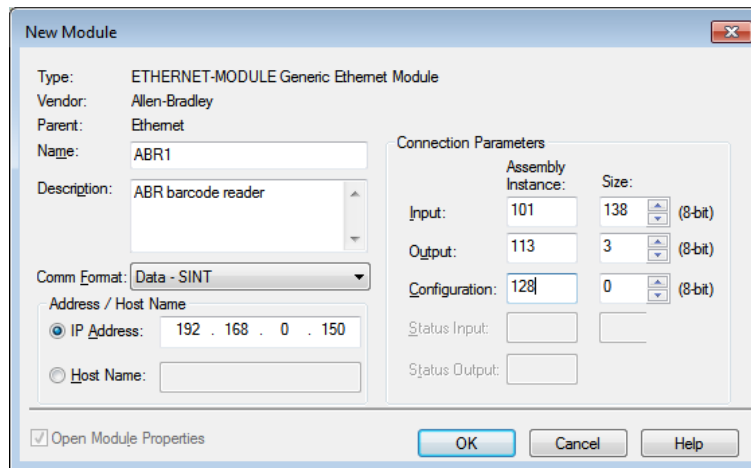 New Module
Type: ETHERNET-MODULE Generic Ethernet Module
Vendor: Allen-Bradley
Parent: Ethernet
Name: ABR1
Description: ABR barcode reader
Comm Format: Data - SINT
Address / Host Name
IP Address: 192 . 168 . 0 . 150
Host Name:
Connection Parameters
Assembly Instance: Size:
Input: 101 138 (8-bit)
Output: 113 3 (8-bit)
Configuration: 128 0 (8-bit)
Status Input:
Status Output:
Open Module Properties
OK Cancel Help